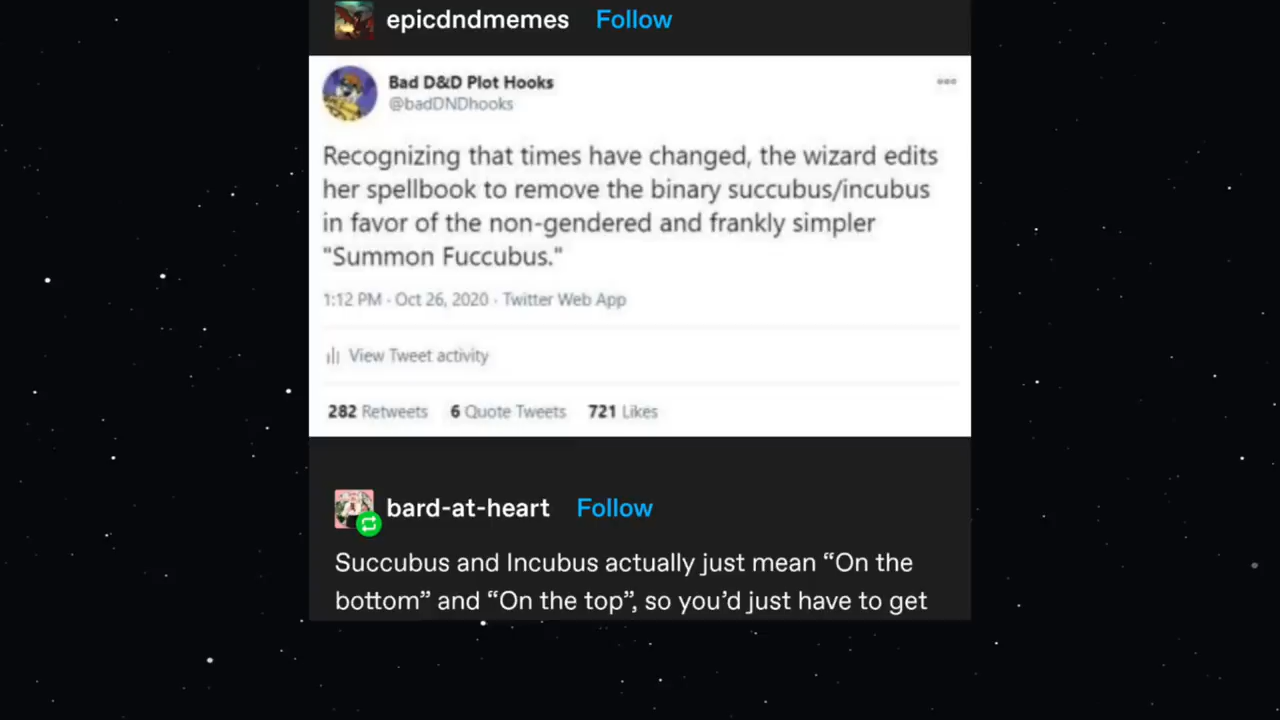 epicdndmemes Follow
Bad D&D Plot Hooks
@badDNDhooks
Recognizing that times have changed, the wizard edits
her spellbook to remove the binary succubus/incubus
in favor of the non-gendered and frankly simpler
"Summon Fuccubus."
1:12 PM · Oct 26, 2020 · Twitter Web App
View Tweet activity
282 Retweets 6 Quote Tweets 721 Likes
bard-at-heart Follow
Succubus and Incubus actually just mean “On the
bottom” and “On the top”, so you’d just have to get